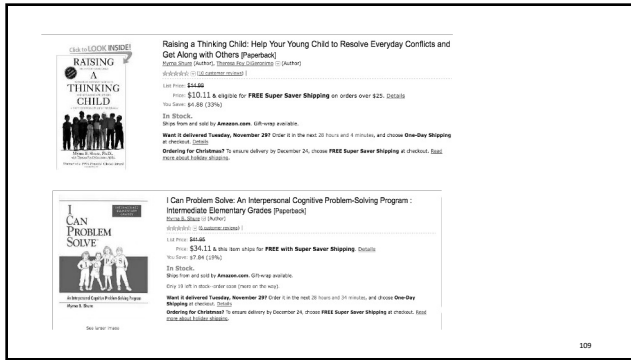 Click to LOOK INSIDE!
RAISING
A
THINKING
CHILD
Myrna B. Shure, Ph.D.,
Raising a Thinking Child: Help Your Young Child to Resolve Everyday Conflicts and
Get Along with Others [Paperback]
Myrna Shure (Author), Theresa Foy DiGeronimo (Author)
(10 customer reviews) |
List Price: $14.99
Price: $10.11 & eligible for FREE Super Saver Shipping on orders over $25. Details
You Save: $4.88 (33%)
In Stock.
Ships from and sold by Amazon.com. Gift-wrap available.
Want it delivered Tuesday, November 29? Order it in the next 26 hours and 4 minutes, and choose One-Day Shipping
at checkout. Details
Ordering for Christmas? To ensure delivery by December 24, choose FREE Super Saver Shipping at checkout. Read
more about holiday shipping.
I
CAN
PROBLEM
SOLVE
An Interpersonal Cognitive Problem-Solving Program
Myrna B. Shure
See larger image
I Can Problem Solve: An Interpersonal Cognitive Problem-Solving Program :
Intermediate Elementary Grades [Paperback]
Myrna B. Shure (Author)
customer reviews) |
List Price: $41.95
Price: $34.11 & this item ships for FREE with Super Saver Shipping. Details
You Save: $7.84 (19%)
In Stock.
Ships from and sold by Amazon.com. Gift-wrap available.
Only 19 left in stock--order soon (more on the way).
Want it delivered Tuesday, November 29? Order it in the next 26 hours and 34 minutes, and choose One-Day
Shipping at checkout. Details
Ordering for Christmas? To ensure delivery by December 24, choose FREE Super Saver Shipping at checkout. Read
more about holiday shipping.
109